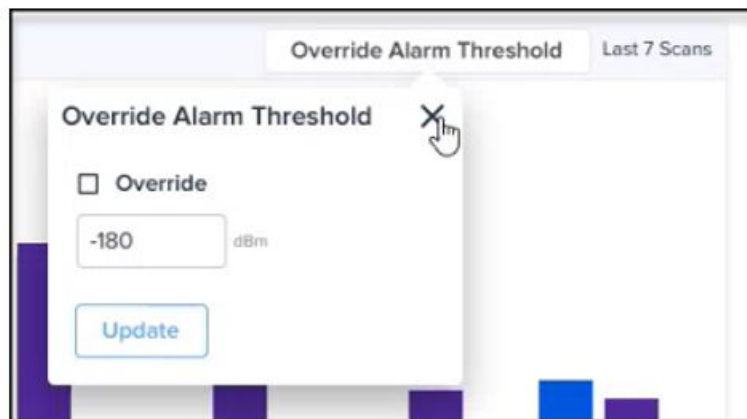 Override Alarm Threshold Last 7 Scans
Override Alarm Threshold
Override
-180 dBm
Update